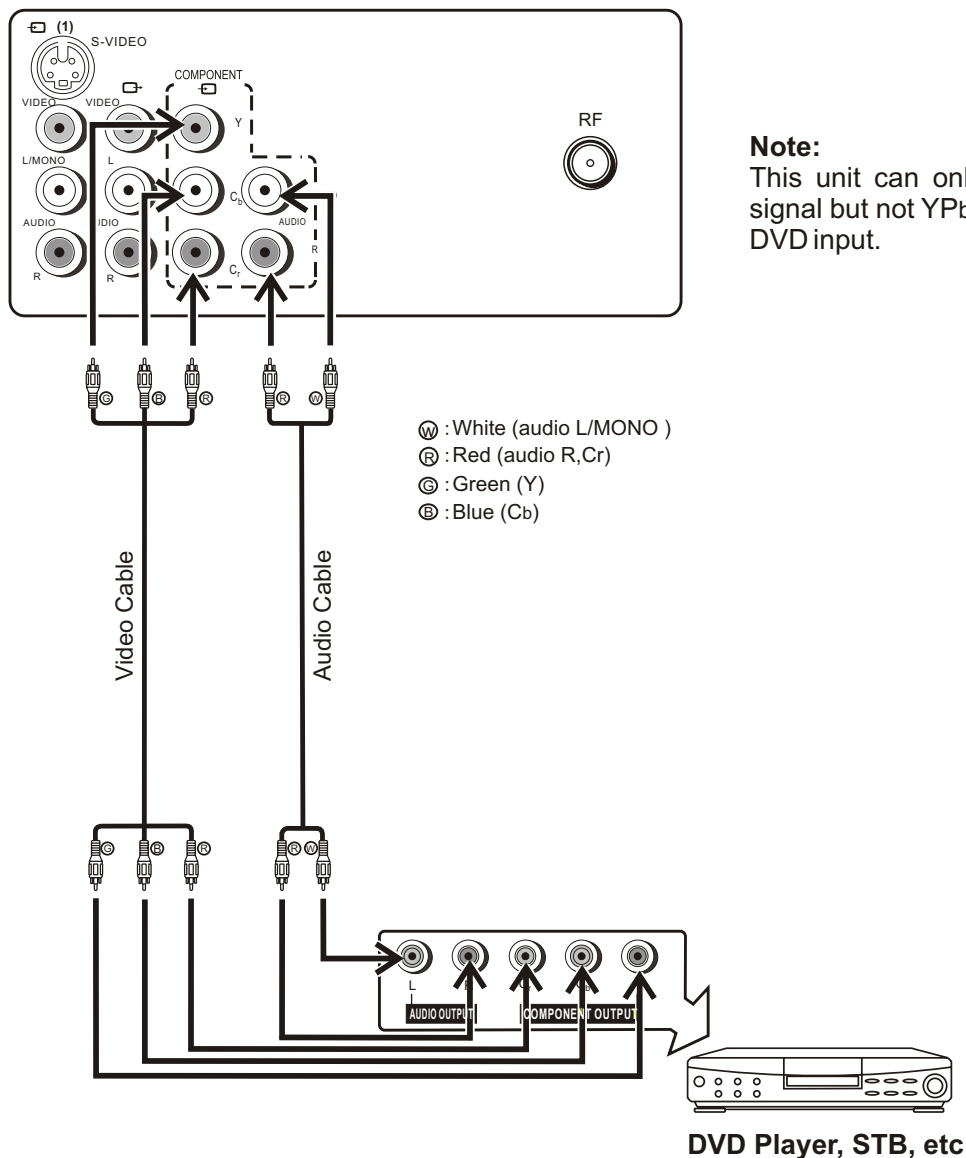 (1)
S-VIDEO
COMPONENT
VIDEO
VIDEO
Y
RF
L/MONO
L
Cb
AUDIO
AUDIO
R
R
R
Cr
Note:
This unit can
signal but not
DVD input.
G
B
R
R
W
W : White (audio L/MONO )
R : Red (audio R,Cr)
G : Green (Y)
B : Blue (Cb)
Video Cable
Audio Cable
G
B
R
R
W
L
AUDIO OUTPUT
COMPONENT OUTPUT
DVD Player, STB, etc